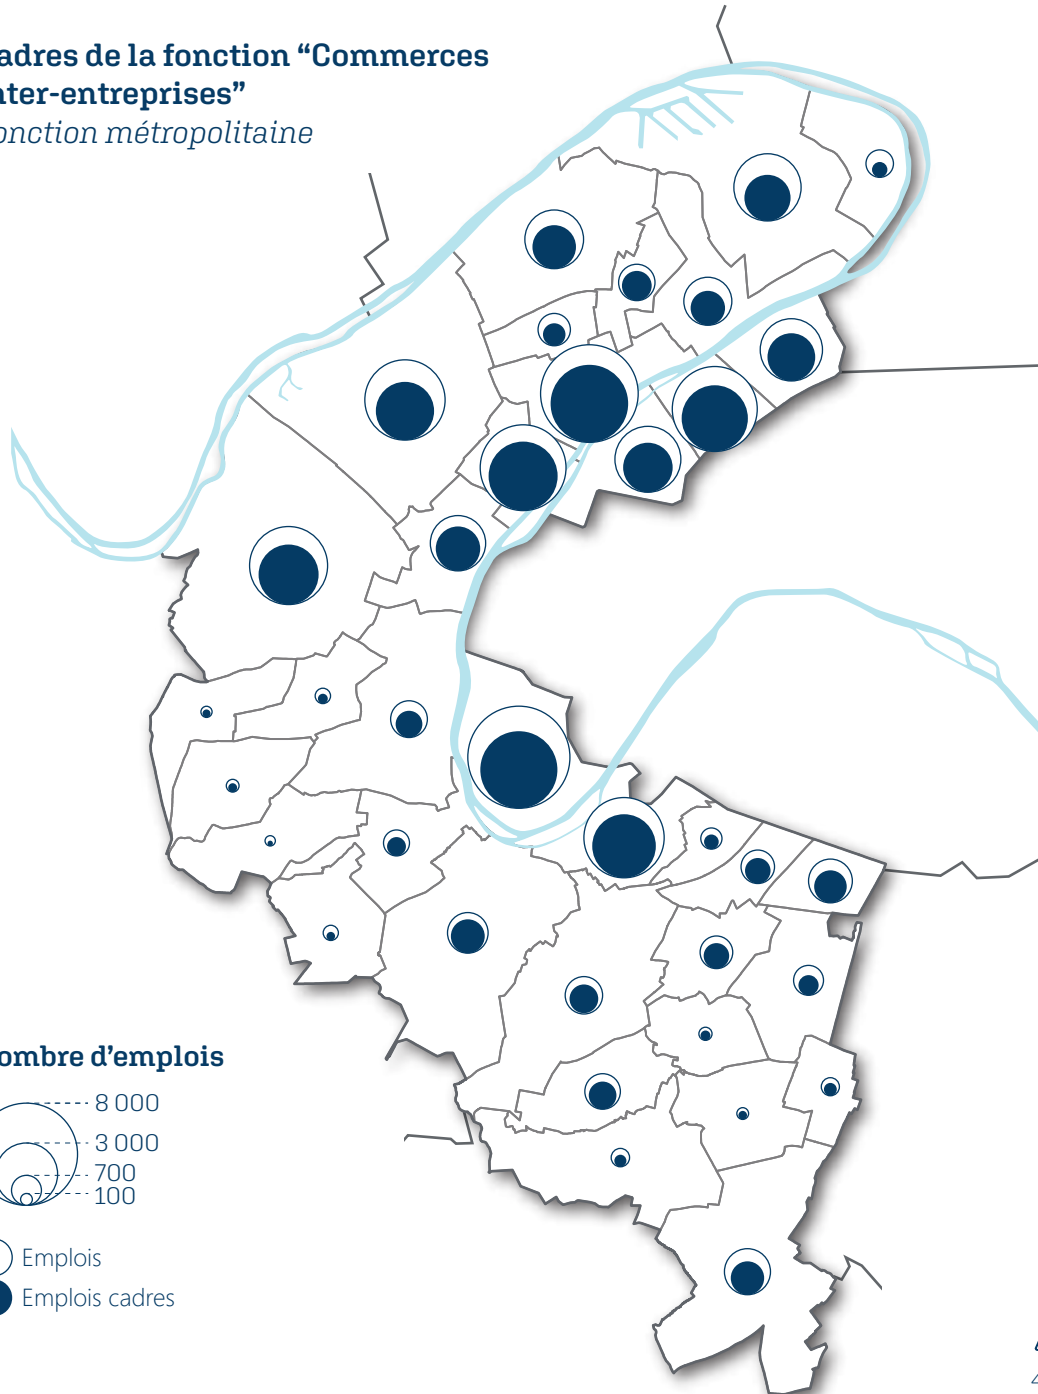 adres de la fonction “Commerces
nter-entreprises”
onction métropolitaine
ombre d’emplois
8 000
3 000
700
100
Emplois
Emplois cadres